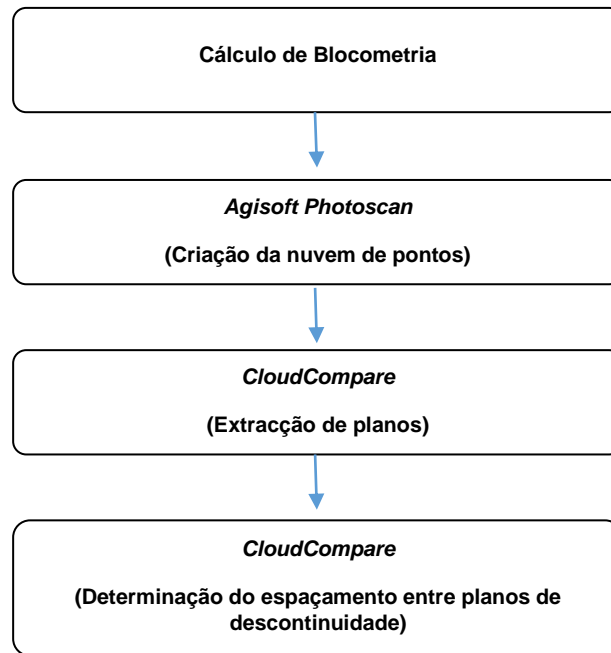 Cálculo de Blocometria
Agisoft Photoscan
(Criação da nuvem de pontos)
CloudCompare
(Extracção de planos)
CloudCompare
(Determinação do espaçamento entre planos de
descontinuidade)